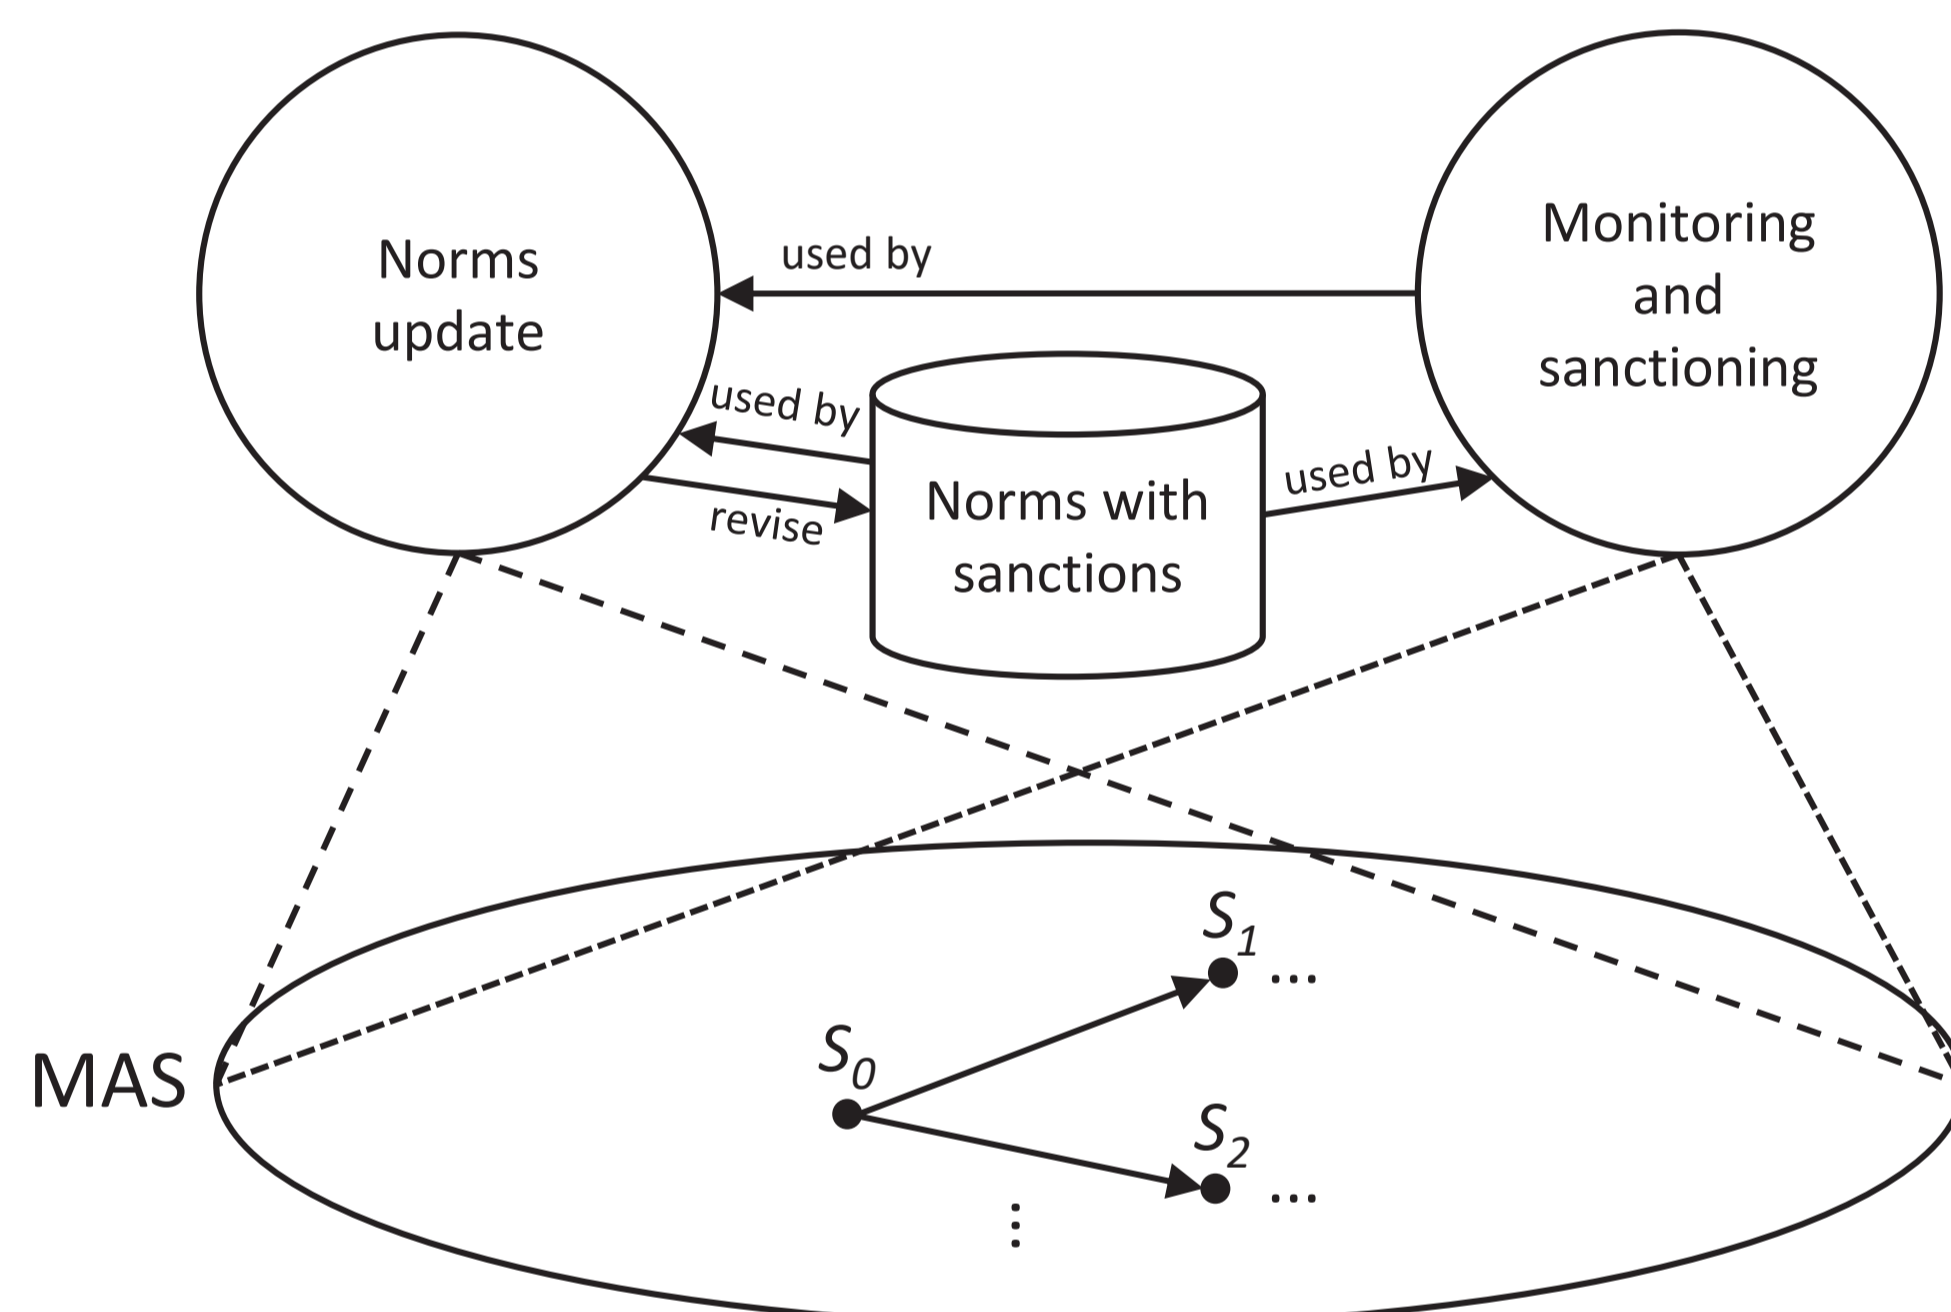 Norms
update
used by
Monitoring
and
sanctioning
used by
revise
Norms with
sanctions
used by
MAS
S0
S1 ...
S2 ...
⋮